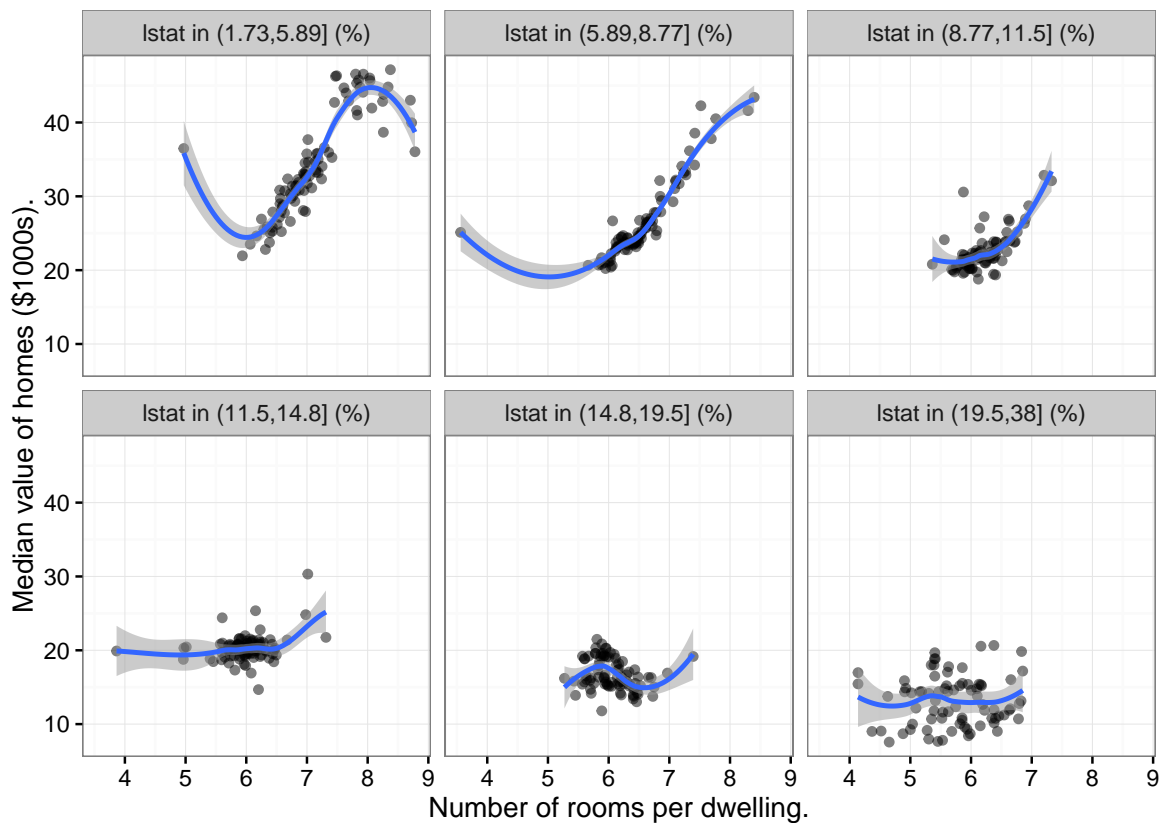 lstat in (1.73,5.89] (%)
lstat in (5.89,8.77] (%)
lstat in (8.77,11.5] (%)
40
30
20
10
lstat in (11.5,14.8] (%)
lstat in (14.8,19.5] (%)
lstat in (19.5,38] (%)
40
30
20
10
4 5 6 7 8 9
4 5 6 7 8 9
4 5 6 7 8 9
Number of rooms per dwelling.
Median value of homes ($1000s).